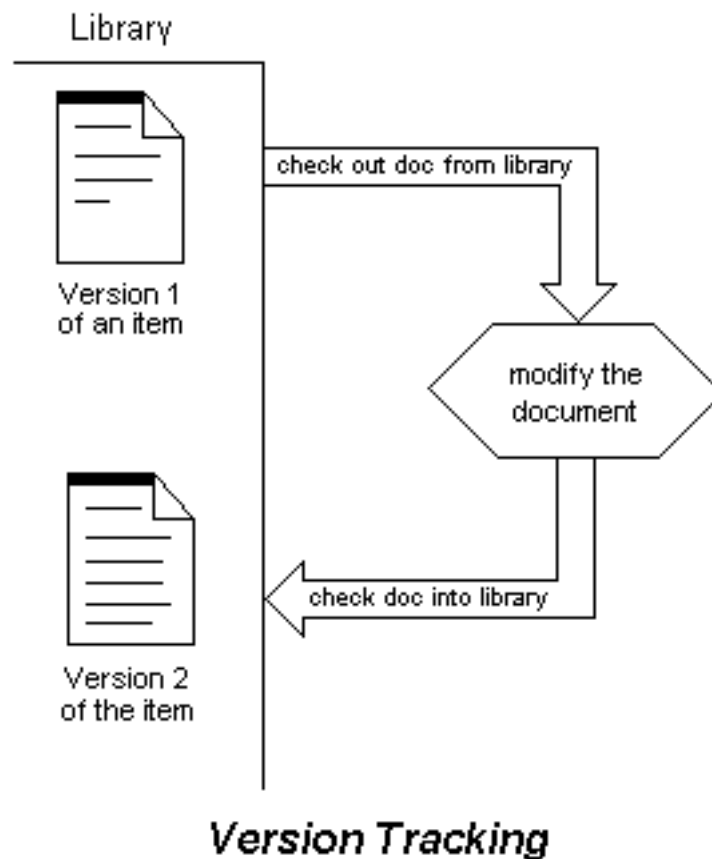 Library
check out doc from library
Version 1
of an item
modify the
document
check doc into library
Version 2
of the item
Version Tracking